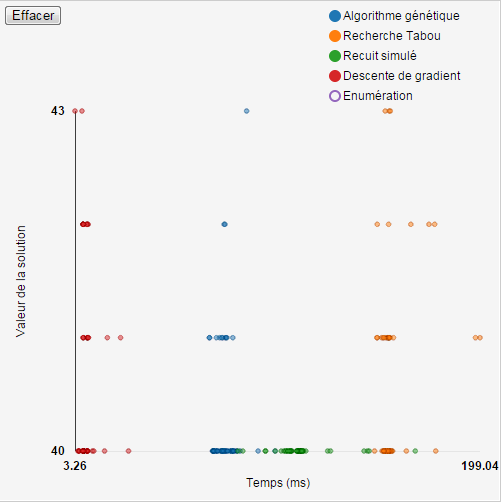 Effacer
Algorithme génétique
Recherche Tabou
Recuit simulé
Descente de gradient
Enumération
43
Valeur de la solution
40
3.26
199.04
Temps (ms)